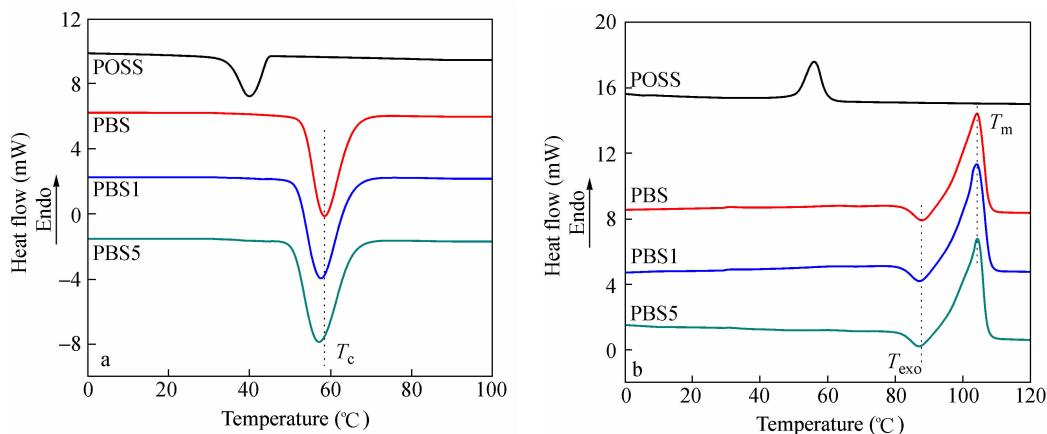 12
8
4
0
−4
−8
Heat flow (mW)
Endo
POSS
PBS
PBS1
PBS5
a
Tc
0
20
40
60
80
100
Temperature (℃)
20
16
12
8
4
0
Heat flow (mW)
Endo
POSS
Tm
PBS
PBS1
PBS5
Texo
b
0
20
40
60
80
100
120
Temperature (℃)